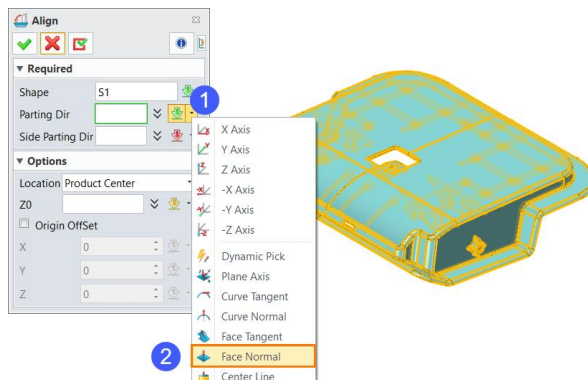 Align
Required
Shape S1
Parting Dir
Side Parting Dir
Options
Location Product Center
Z0
Origin OffSet
X 0
Y 0
Z 0
1
X Axis
Y Axis
Z Axis
-X Axis
-Y Axis
-Z Axis
Dynamic Pick
Plane Axis
Curve Tangent
Curve Normal
Face Tangent
2
Face Normal
Center Line